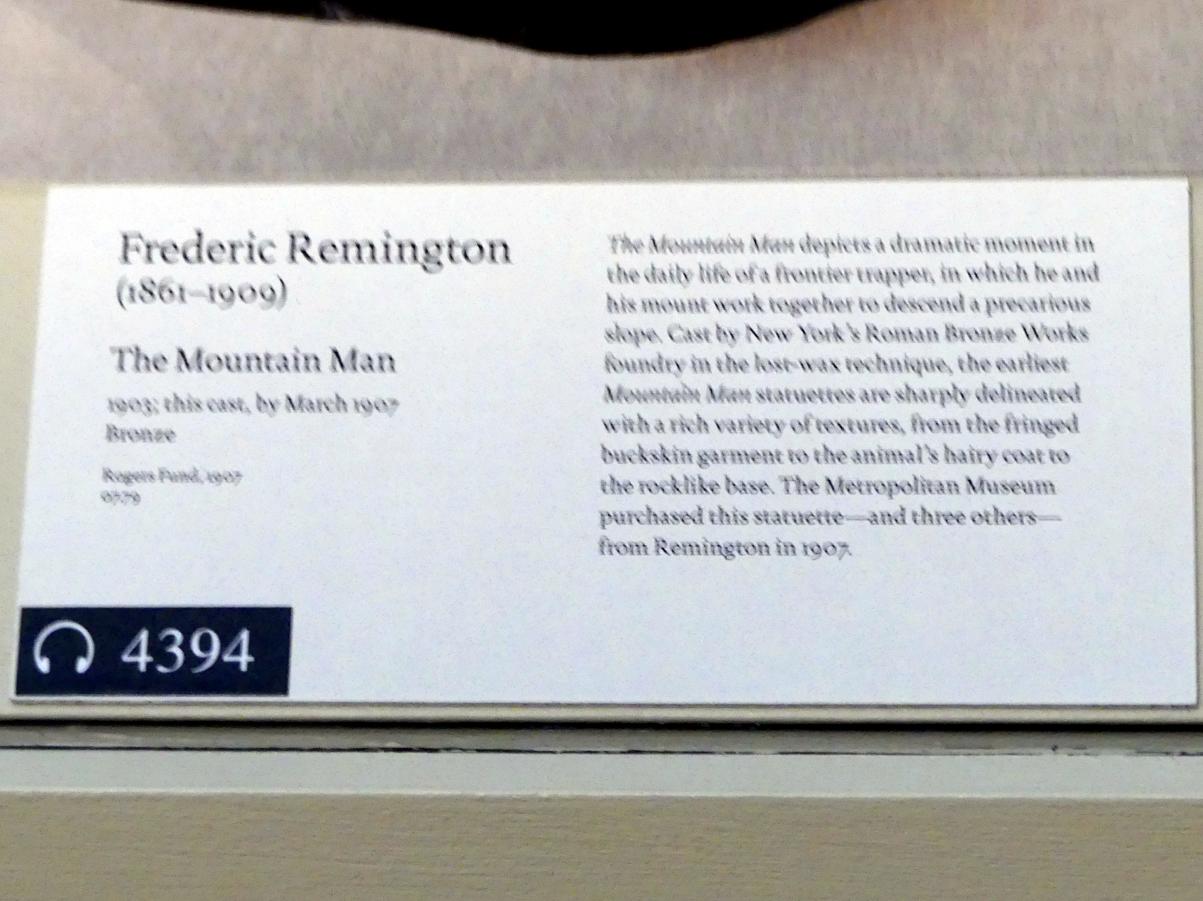 Frederic Remington
(1861–1909)
The Mountain Man
1903; this cast, by March 1907
Bronze
Rogers Fund, 1907
07.79
4394
The Mountain Man depicts a dramatic moment in
the daily life of a frontier trapper, in which he and
his mount work together to descend a precarious
slope. Cast by New York's Roman Bronze Works
foundry in the lost-wax technique, the earliest
Mountain Man statuettes are sharply delineated
with a rich variety of textures, from the fringed
buckskin garment to the animal's hairy coat to
the rocklike base. The Metropolitan Museum
purchased this statuette—and three others—
from Remington in 1907.